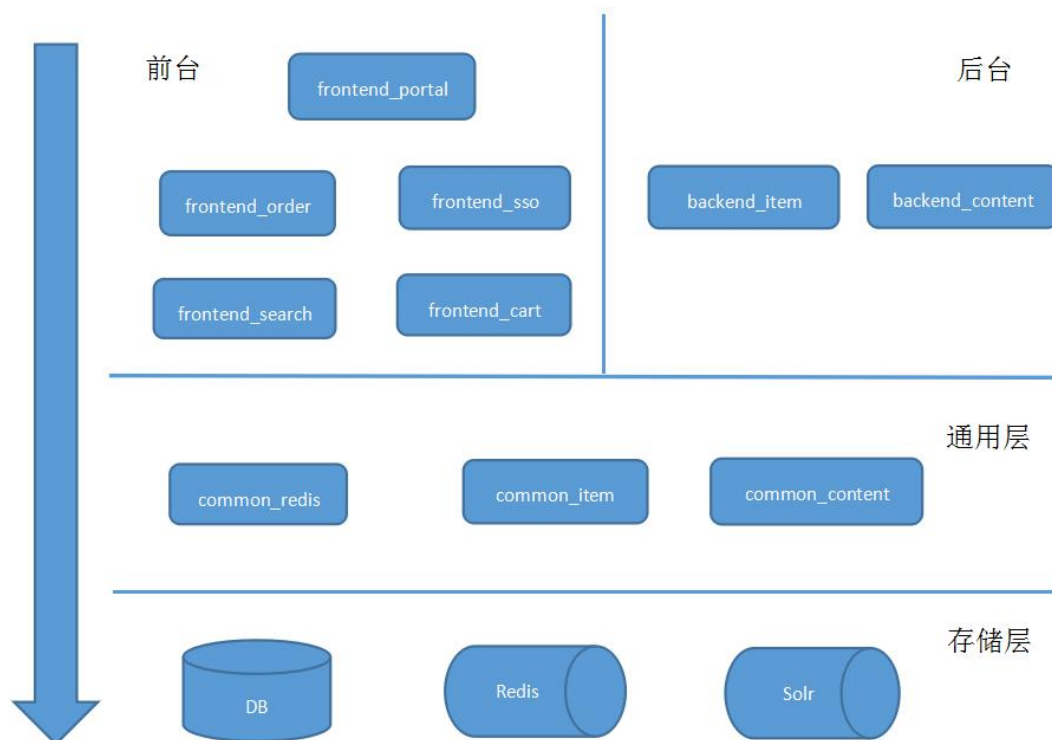 前台
frontend_portal
后台
frontend_order
frontend_sso
backend_item
backend_content
frontend_search
frontend_cart
通用层
common_redis
common_item
common_content
存储层
DB
Redis
Solr